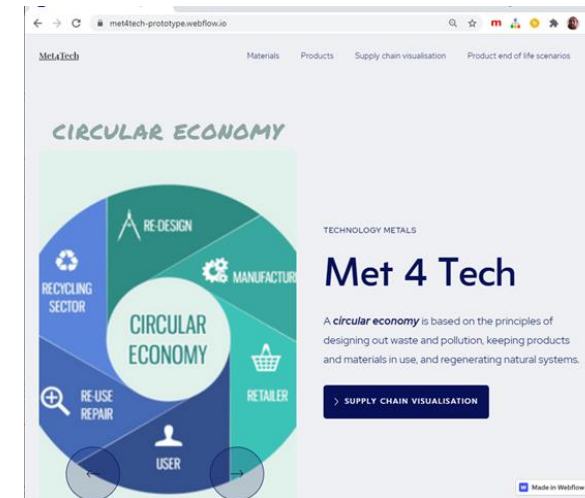 met4tech-prototype.webflow.io
Met4Tech
Materials
Products
Supply chain visualisation
Product end of life scenarios
CIRCULAR ECONOMY
RE-DESIGN
MANUFACTUR
RETAILER
USER
RE-USE
REPAIR
RECYCLING
SECTOR
CIRCULAR
ECONOMY
TECHNOLOGY METALS
Met 4 Tech
A circular economy is based on the principles of
designing out waste and pollution, keeping products
and materials in use, and regenerating natural systems.
> SUPPLY CHAIN VISUALISATION
Made in Webflow